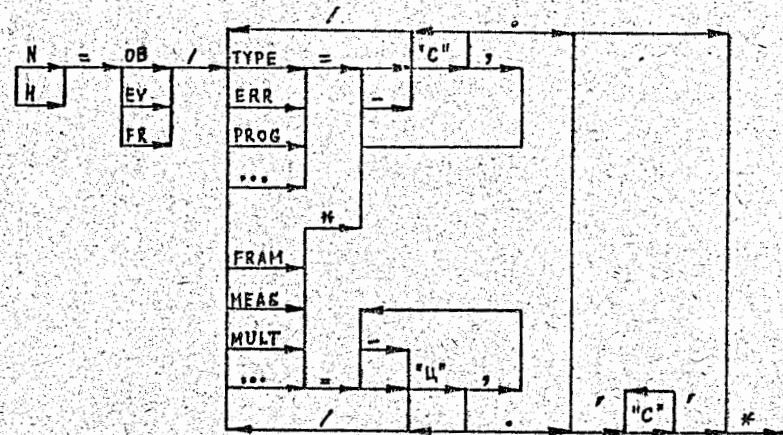 / .
N = OB / TYPE = "C" ,
H EY ERR -
FR PROG
...
*
FRAM
MEAS
MULT -
... = "Ц" ,
/ . ' "C" ' *